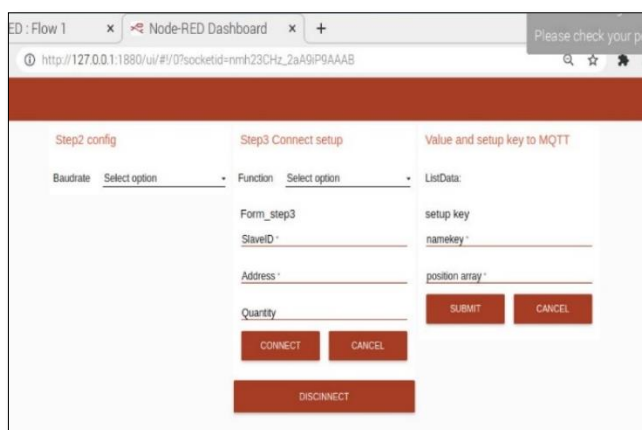 ED : Flow 1
Node-RED Dashboard
Please check your p
http://127.0.0.1:1880/ui/#!/0?socketid=nmh23CHz_2aA9iP9AAAB
Step2 config
Baudrate Select option
Step3 Connect setup
Function Select option
Form_step3
SlaveID *
Address *
Quantity
CONNECT CANCEL
DISCINNECT
Value and setup key to MQTT
ListData:
setup key
namekey *
position array *
SUBMIT CANCEL